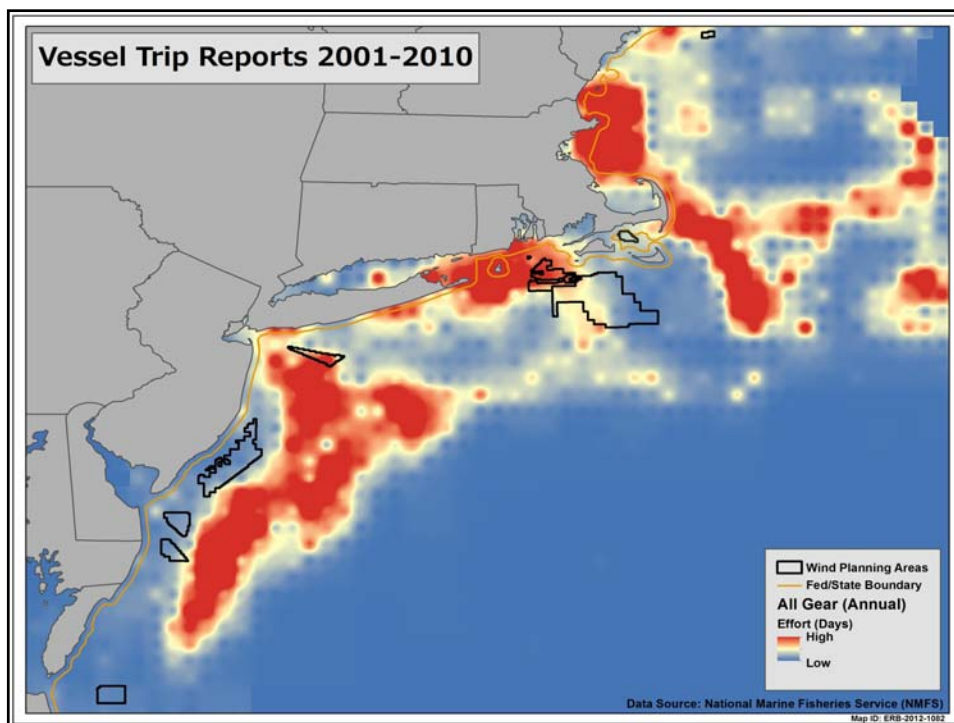 Vessel Trip Reports 2001-2010
Wind Planning Areas
Fed/State Boundary
All Gear (Annual)
Effort (Days)
High
Low
Data Source: National Marine Fisheries Service (NMFS)
Map ID: ERB-2012-1082